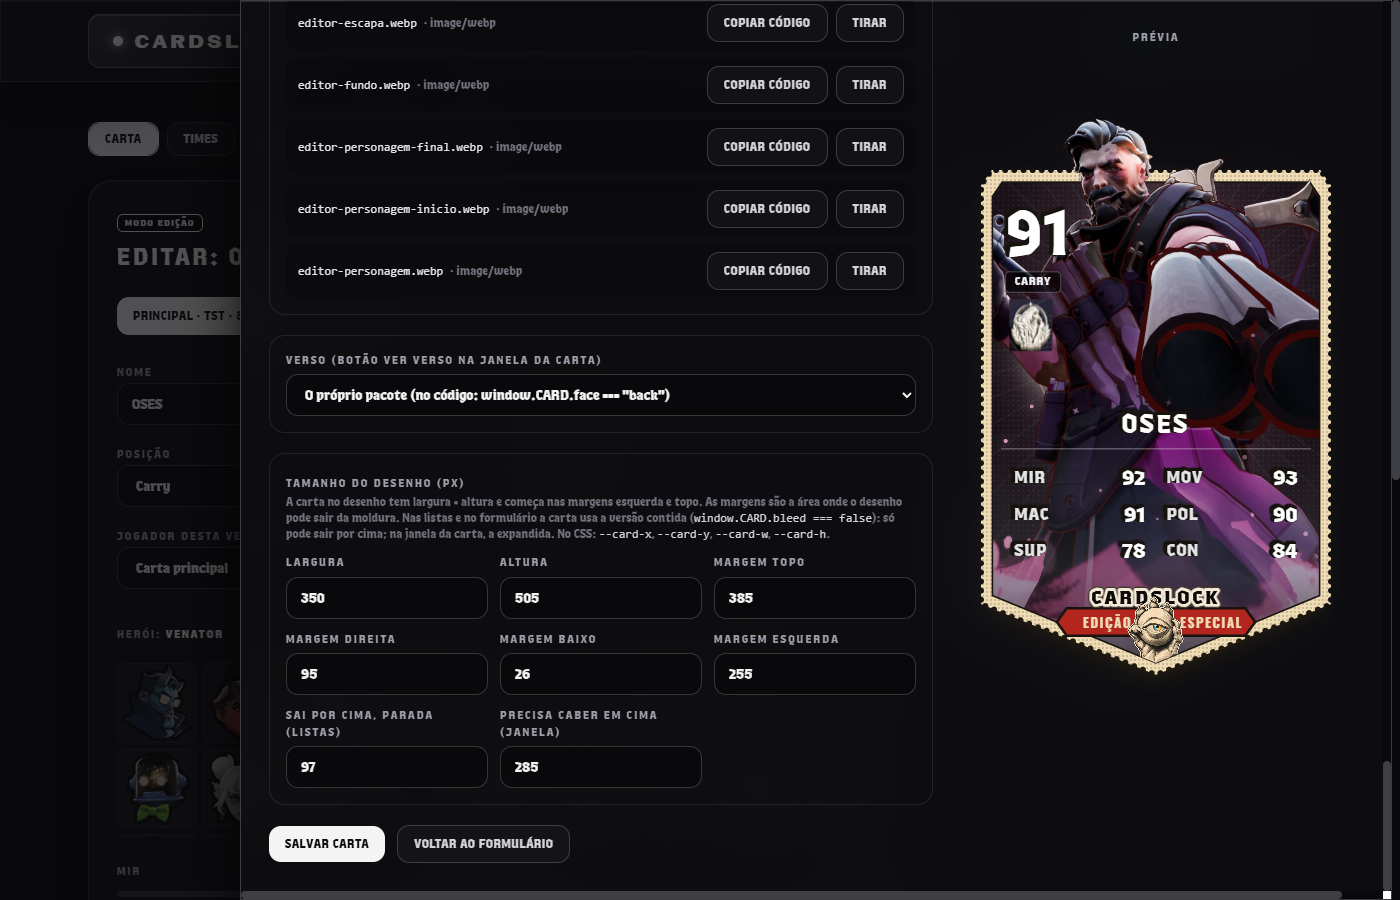 CARDSL
CARTA
TIMES
MODO EDIÇÃO
EDITAR: O
PRINCIPAL · TST ·
NOME
OSES
POSIÇÃO
Carry
JOGADOR DESTA VE
Carta principal
HERÓI: VENATOR
MIR
editor-escapa.webp · image/webp
COPIAR CÓDIGO
TIRAR
editor-fundo.webp · image/webp
COPIAR CÓDIGO
TIRAR
editor-personagem-final.webp · image/webp
COPIAR CÓDIGO
TIRAR
editor-personagem-inicio.webp · image/webp
COPIAR CÓDIGO
TIRAR
editor-personagem.webp · image/webp
COPIAR CÓDIGO
TIRAR
VERSO (BOTÃO VER VERSO NA JANELA DA CARTA)
O próprio pacote (no código: window.CARD.face === "back")
TAMANHO DO DESENHO (PX)
A carta no desenho tem largura × altura e começa nas margens esquerda e topo. As margens são a área onde o desenho
pode sair da moldura. Nas listas e no formulário a carta usa a versão contida (window.CARD.bleed === false): só
pode sair por cima; na janela da carta, a expandida. No CSS: --card-x, --card-y, --card-w, --card-h.
LARGURA
ALTURA
MARGEM TOPO
350
505
385
MARGEM DIREITA
MARGEM BAIXO
MARGEM ESQUERDA
95
26
255
SAI POR CIMA, PARADA
(LISTAS)
PRECISA CABER EM CIMA
(JANELA)
97
285
SALVAR CARTA
VOLTAR AO FORMULÁRIO
PRÉVIA
91
CARRY
OSES
MIR 92 MOV 93
MAC 91 POL 90
SUP 78 CON 84
CARDSLOCK
EDIÇÃO ESPECIAL